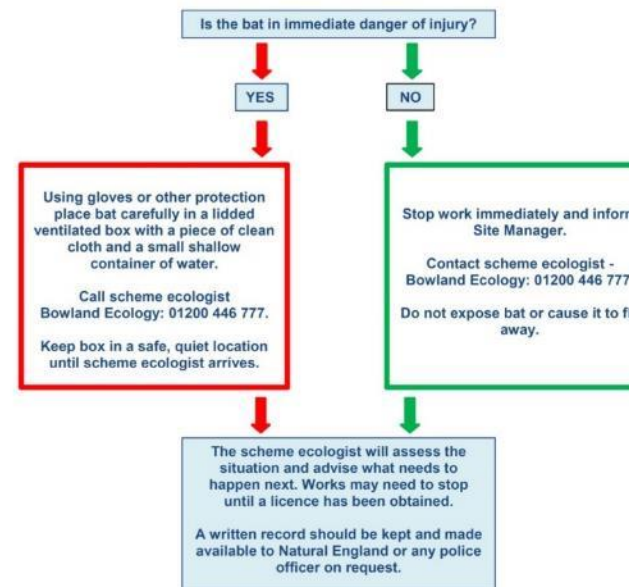 Is the bat in immediate danger of injury?
YES
NO
Using gloves or other protection
place bat carefully in a lidded
ventilated box with a piece of clean
cloth and a small shallow
container of water.
Call scheme ecologist
Bowland Ecology: 01200 446 777.
Keep box in a safe, quiet location
until scheme ecologist arrives.
Stop work immediately and inform
Site Manager.
Contact scheme ecologist -
Bowland Ecology: 01200 446 777
Do not expose bat or cause it to
away.
The scheme ecologist will assess the
situation and advise what needs to
happen next. Works may need to stop
until a licence has been obtained.
A written record should be kept and made
available to Natural England or any police
officer on request.